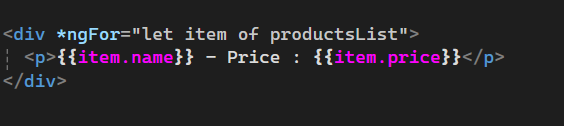 <div *ngFor="let item of productsList">
<p>{{item.name}} - Price : {{item.price}}</p>
</div>